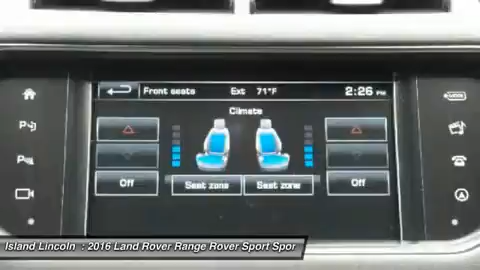 Front seats Ext 71°F 2:26 PM
Climate
Off Seat zone Seat zone Off
Island Lincoln : 2016 Land Rover Range Rover Sport Spor